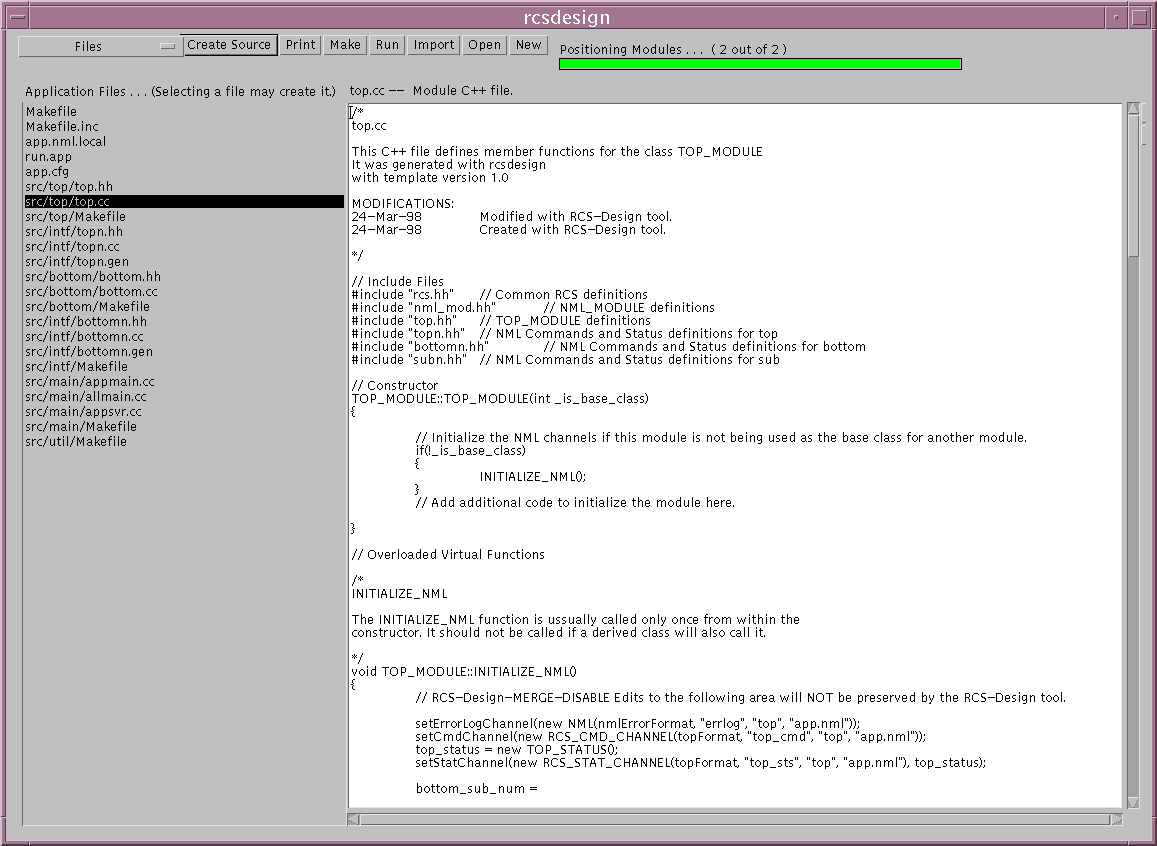 rcsdesign
Files
Create Source
Print
Make
Run
Import
Open
New
Positioning Modules . . . ( 2 out of 2 )
Application Files . . . (Selecting a file may create it.)
Makefile
Makefile.inc
app.nml.local
run.app
app.cfg
src/top/top.hh
src/top/top.cc
src/top/Makefile
src/intf/topn.hh
src/intf/topn.cc
src/intf/topn.gen
src/bottom/bottom.hh
src/bottom/bottom.cc
src/bottom/Makefile
src/intf/bottomn.hh
src/intf/bottomn.cc
src/intf/bottomn.gen
src/intf/Makefile
src/main/appmain.cc
src/main/allmain.cc
src/main/appsvr.cc
src/main/Makefile
src/util/Makefile
top.cc −− Module C++ file.
/*
top.cc
This C++ file defines member functions for the class TOP_MODULE
It was generated with rcsdesign
with template version 1.0
MODIFICATIONS:
24−Mar−98 Modified with RCS−Design tool.
24−Mar−98 Created with RCS−Design tool.
*/
// Include Files
#include "rcs.hh" // Common RCS definitions
#include "nml_mod.hh" // NML_MODULE definitions
#include "top.hh" // TOP_MODULE definitions
#include "topn.hh" // NML Commands and Status definitions for top
#include "bottomn.hh" // NML Commands and Status definitions for bottom
#include "subn.hh" // NML Commands and Status definitions for sub
// Constructor
TOP_MODULE::TOP_MODULE(int _is_base_class)
{
// Initialize the NML channels if this module is not being used as the base class for another module.
if(!_is_base_class)
{
INITIALIZE_NML();
}
// Add additional code to initialize the module here.
}
// Overloaded Virtual Functions
/*
INITIALIZE_NML
The INITIALIZE_NML function is ussually called only once from within the
constructor. It should not be called if a derived class will also call it.
*/
void TOP_MODULE::INITIALIZE_NML()
{
// RCS−Design−MERGE−DISABLE Edits to the following area will NOT be preserved by the RCS−Design tool.
setErrorLogChannel(new NML(nmlErrorFormat, "errlog", "top", "app.nml"));
setCmdChannel(new RCS_CMD_CHANNEL(topFormat, "top_cmd", "top", "app.nml"));
top_status = new TOP_STATUS();
setStatChannel(new RCS_STAT_CHANNEL(topFormat, "top_sts", "top", "app.nml"), top_status);
bottom_sub_num =